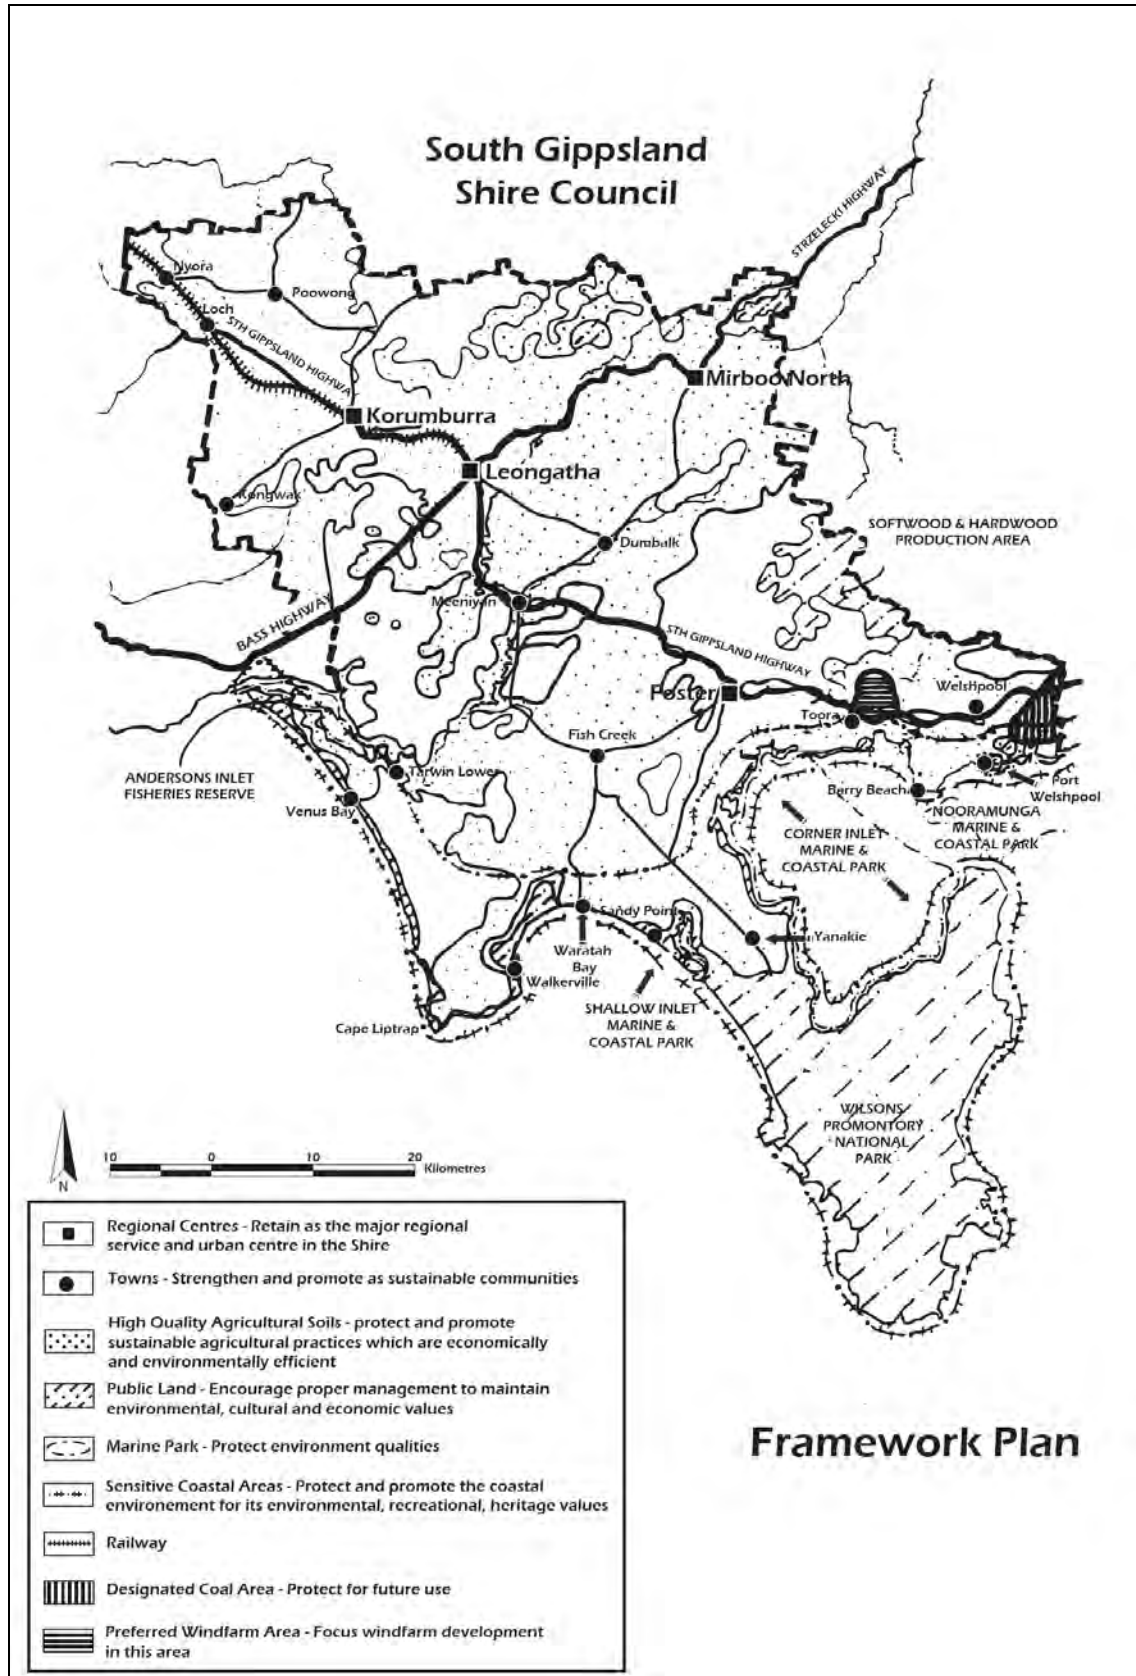 South Gippsland
Shire Council
STRZELECKI HIGHWAY
Nyora
Poowong
Loch
STH GIPPSLAND HIGHWA
Mirboo North
Korumburra
Leongatha
Kongwak
SOFTWOOD & HARDWOOD
PRODUCTION AREA
Dumbalk
Meeniyan
BASS HIGHWAY
STH GIPPSLAND HIGHWAY
Foster
Welshpool
Toora
Fish Creek
ANDERSONS INLET
FISHERIES RESERVE
Tarwin Lower
Venus Bay
Barry Beach
Port
Welshpool
NOORAMUNGA
MARINE &
COASTAL PARK
CORNER INLET
MARINE &
COASTAL PARK
Sandy Point
Yanakie
Waratah
Bay
Walkerville
SHALLOW INLET
MARINE &
COASTAL PARK
Cape Liptrap
WILSONS
PROMONTORY
NATIONAL
PARK
N
10 0 10 20
Kilometres
Regional Centres - Retain as the major regional
service and urban centre in the Shire
Towns - Strengthen and promote as sustainable communities
High Quality Agricultural Soils - protect and promote
sustainable agricultural practices which are economically
and environmentally efficient
Public Land - Encourage proper management to maintain
environmental, cultural and economic values
Marine Park - Protect environment qualities
Sensitive Coastal Areas - Protect and promote the coastal
environement for its environmental, recreational, heritage values
Railway
Designated Coal Area - Protect for future use
Preferred Windfarm Area - Focus windfarm development
in this area
Framework Plan